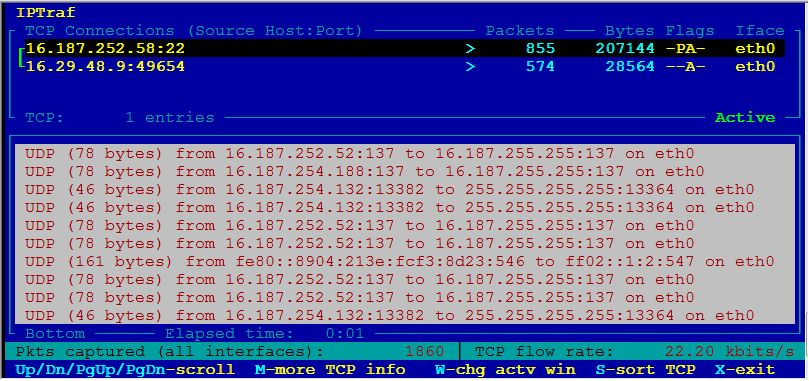 IPTraf
TCP Connections (Source Host:Port) Packets Bytes Flags Iface
16.187.252.58:22 > 855 207144 -PA- eth0
16.29.48.9:49654 > 574 28564 --A- eth0
TCP: 1 entries Active
UDP (78 bytes) from 16.187.252.52:137 to 16.187.255.255:137 on eth0
UDP (78 bytes) from 16.187.254.188:137 to 16.187.255.255:137 on eth0
UDP (46 bytes) from 16.187.254.132:13382 to 255.255.255.255:13364 on eth0
UDP (46 bytes) from 16.187.254.132:13382 to 255.255.255.255:13364 on eth0
UDP (78 bytes) from 16.187.252.52:137 to 16.187.255.255:137 on eth0
UDP (78 bytes) from 16.187.252.52:137 to 16.187.255.255:137 on eth0
UDP (161 bytes) from fe80::8904:213e:fcf3:8d23:546 to ff02::1:2:547 on eth0
UDP (78 bytes) from 16.187.252.52:137 to 16.187.255.255:137 on eth0
UDP (78 bytes) from 16.187.252.52:137 to 16.187.255.255:137 on eth0
UDP (46 bytes) from 16.187.254.132:13382 to 255.255.255.255:13364 on eth0
Bottom Elapsed time: 0:01
Pkts captured (all interfaces): 1860 TCP flow rate: 22.20 kbits/s
Up/Dn/PgUp/PgDn-scroll M-more TCP info W-chg actv win S-sort TCP X-exit